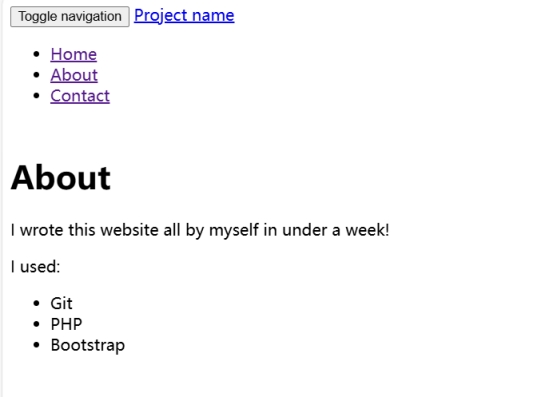 Toggle navigation Project name
Home
About
Contact
About
I wrote this website all by myself in under a week!
I used:
Git
PHP
Bootstrap